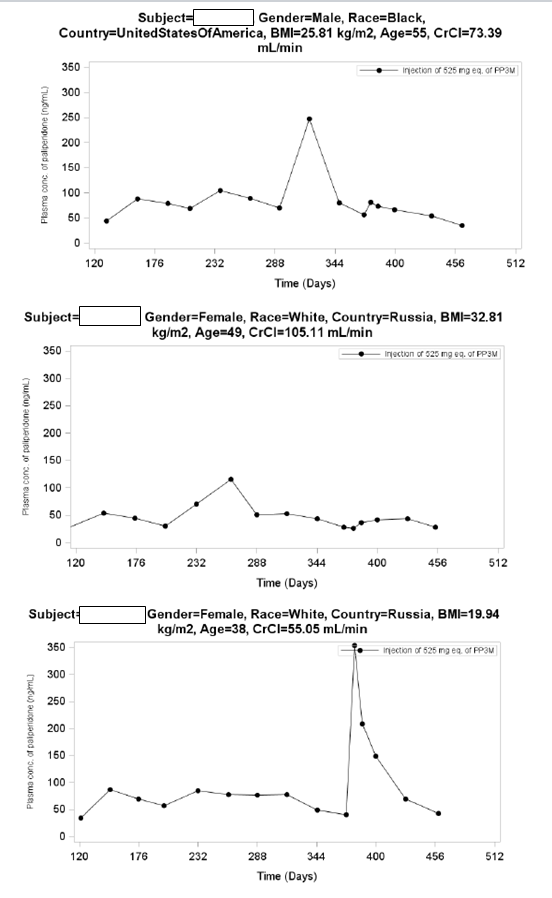 Subject= Gender=Male, Race=Black,
Country=UnitedStatesOfAmerica, BMI=25.81 kg/m2, Age=55, CrCl=73.39
mL/min
Injection of 525 mg eq. of PP3M
Plasma conc. of paliperidone (ng/mL)
350
300
250
200
150
100
50
0
120 176 232 288 344 400 456 512
Time (Days)
Subject= Gender=Female, Race=White, Country=Russia, BMI=32.81
kg/m2, Age=49, CrCl=105.11 mL/min
Injection of 525 mg eq. of PP3M
Plasma conc. of paliperidone (ng/mL)
350
300
250
200
150
100
50
0
120 176 232 288 344 400 456 512
Time (Days)
Subject= Gender=Female, Race=White, Country=Russia, BMI=19.94
kg/m2, Age=38, CrCl=55.05 mL/min
Injection of 525 mg eq. of PP3M
Plasma conc. of paliperidone (ng/mL)
350
300
250
200
150
100
50
0
120 176 232 288 344 400 456 512
Time (Days)